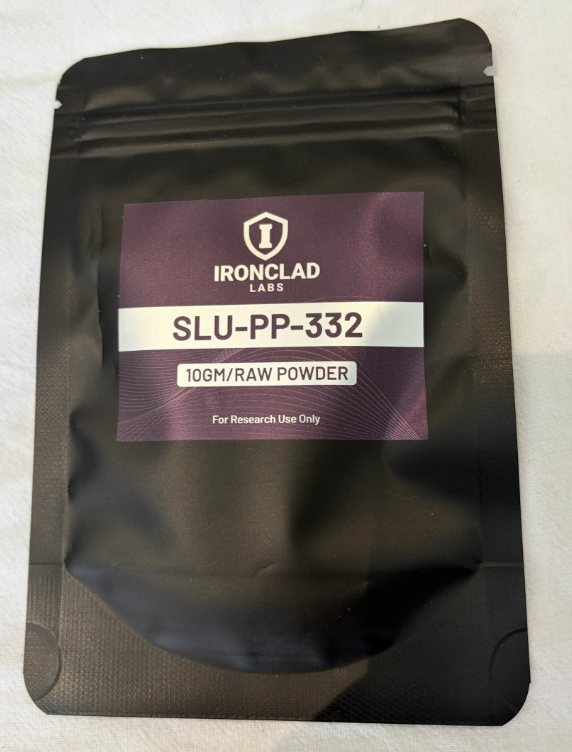 I
IRONCLAD
LABS
SLU-PP-332
10GM/RAW POWDER
For Research Use Only